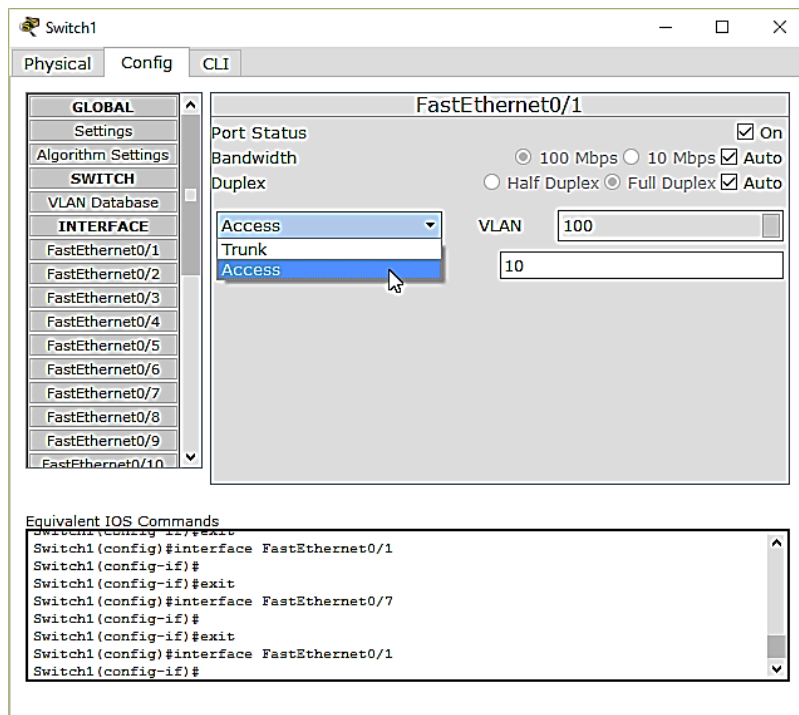 Switch1
Physical Config CLI
GLOBAL
Settings
Algorithm Settings
SWITCH
VLAN Database
INTERFACE
FastEthernet0/1
FastEthernet0/2
FastEthernet0/3
FastEthernet0/4
FastEthernet0/5
FastEthernet0/6
FastEthernet0/7
FastEthernet0/8
FastEthernet0/9
FastEthernet0/10
FastEthernet0/1
Port Status On
Bandwidth 100 Mbps 10 Mbps Auto
Duplex Half Duplex Full Duplex Auto
Access VLAN 100
Trunk
Access
10
Equivalent IOS Commands
Switch1(config-if)#exit
Switch1(config)#interface FastEthernet0/1
Switch1(config-if)#
Switch1(config-if)#exit
Switch1(config)#interface FastEthernet0/7
Switch1(config-if)#
Switch1(config-if)#exit
Switch1(config)#interface FastEthernet0/1
Switch1(config-if)#